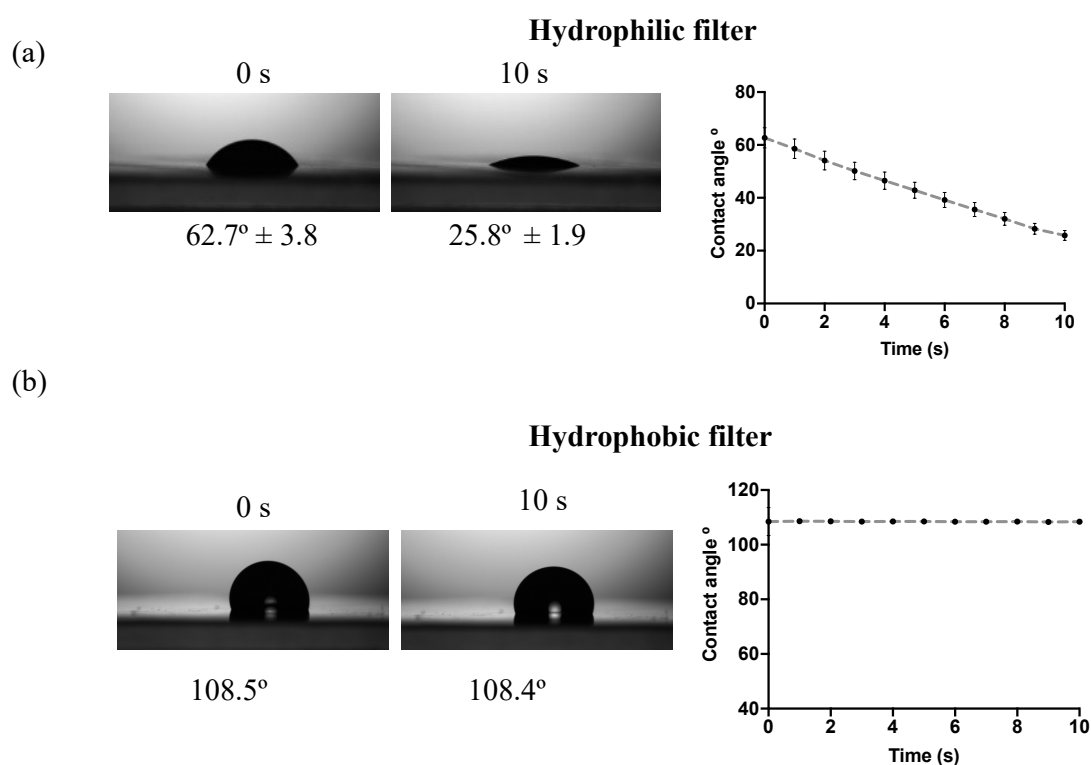 (a)
Hydrophilic filter
0 s
10 s
62.7º ± 3.8
25.8º ± 1.9
Contact angle º
80
60
40
20
0
0 2 4 6 8 10
Time (s)
(b)
Hydrophobic filter
0 s
10 s
108.5º
108.4º
Contact angle º
120
100
80
60
40
0 2 4 6 8 10
Time (s)